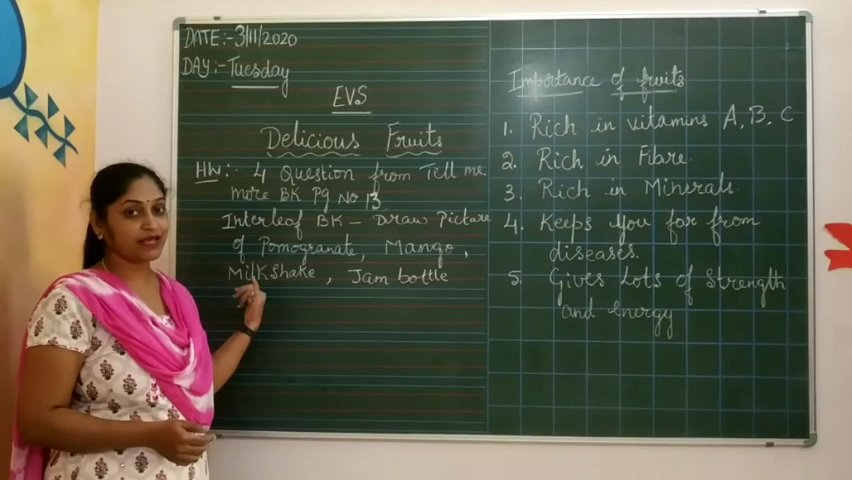 DATE:-3/11/2020
DAY:-Tuesday
EVS
Delicious Fruits
HW:- 4 Question from Tell me
more BK Pg No 13.
Interleaf BK - Draw Picture
of Pomogranate, Mango,
Milkshake, Jam bottle
Importance of fruits
1. Rich in vitamins A, B, C
2. Rich in Fibre.
3. Rich in Minerals.
4. Keeps you far from
diseases.
5. Gives Lots of Strength
and energy